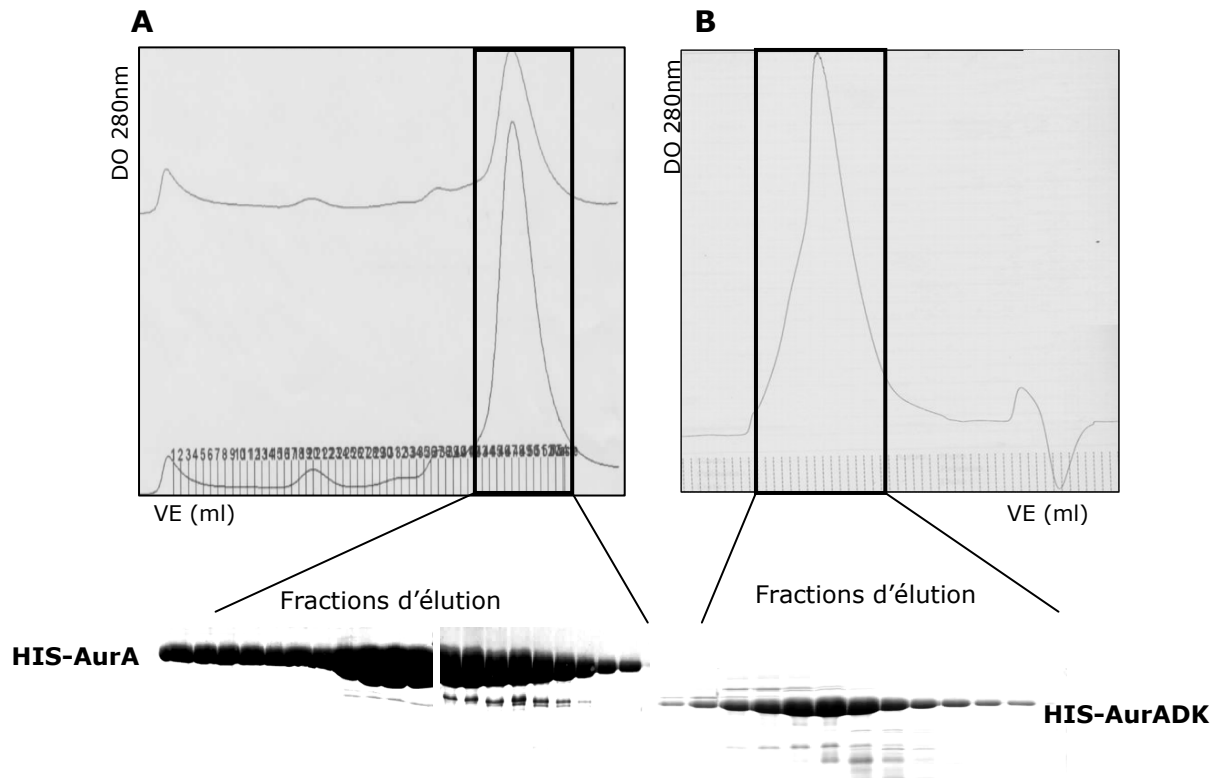 A
B
DO 280nm
DO 280nm
VE (ml)
VE (ml)
Fractions d'élution
Fractions d'élution
HIS-AurA
HIS-AurADK